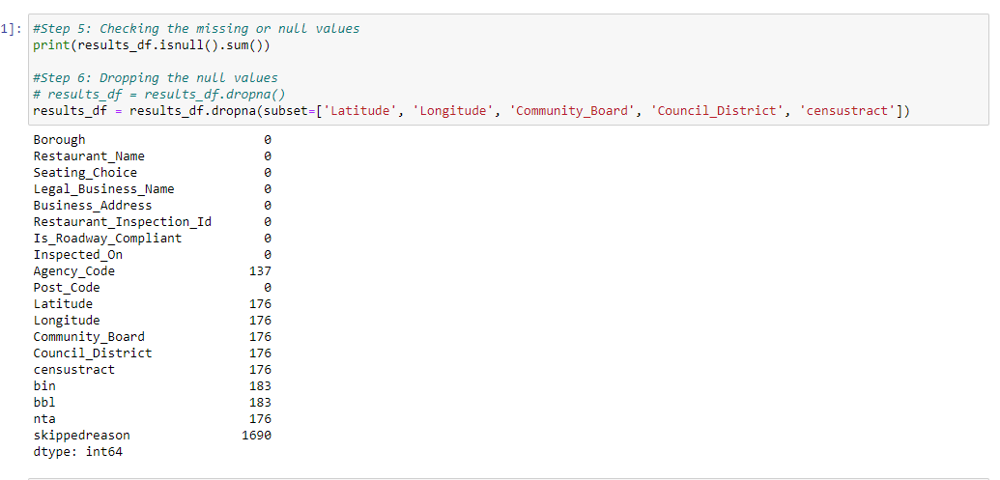 1]: #Step 5: Checking the missing or null values
print(results_df.isnull().sum())
#Step 6: Dropping the null values
# results_df = results_df.dropna()
results_df = results_df.dropna(subset=['Latitude', 'Longitude', 'Community_Board', 'Council_District', 'censustract'])
Borough 0
Restaurant_Name 0
Seating_Choice 0
Legal_Business_Name 0
Business_Address 0
Restaurant_Inspection_Id 0
Is_Roadway_Compliant 0
Inspected_On 0
Agency_Code 137
Post_Code 0
Latitude 176
Longitude 176
Community_Board 176
Council_District 176
censustract 176
bin 183
bbl 183
nta 176
skippedreason 1690
dtype: int64